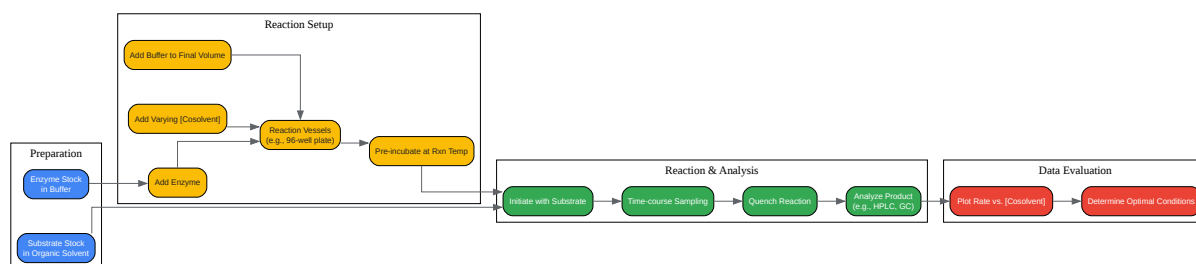 Reaction Setup
Add Buffer to Final Volume
Add Varying [Cosolvent]
Reaction Vessels
(e.g., 96-well plate)
Pre-incubate at Rxn Temp
Add Enzyme
Preparation
Enzyme Stock
in Buffer
Substrate Stock
in Organic Solvent
Reaction & Analysis
Initiate with Substrate
Time-course Sampling
Quench Reaction
Analyze Product
(e.g., HPLC, GC)
Data Evaluation
Plot Rate vs. [Cosolvent]
Determine Optimal Conditions